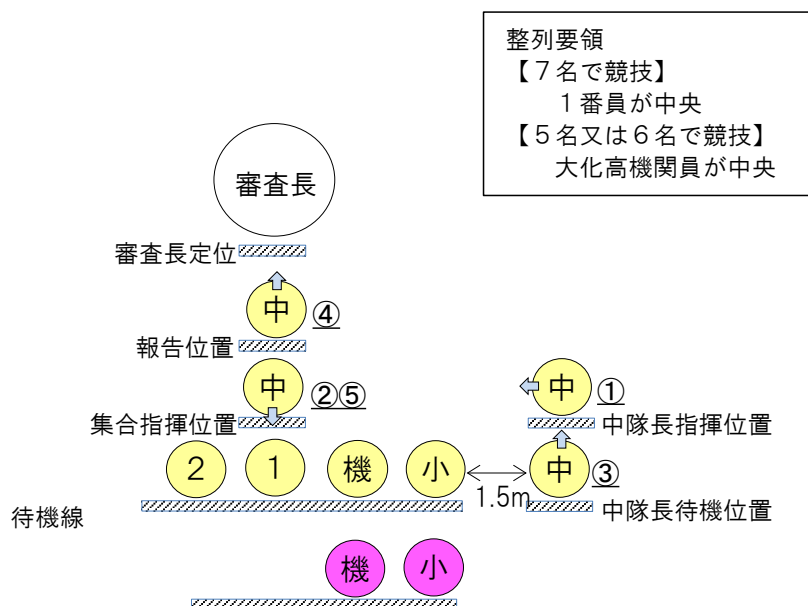 整列要領
【７名で競技】
１番員が中央
【５名又は６名で競技】
大化高機関員が中央
審査長
審査長定位
中 ④
報告位置
中 ②⑤
中 ①
集合指揮位置
中隊長指揮位置
2 1 機 小
1.5m
中 ③
待機線
中隊長待機位置
機 小